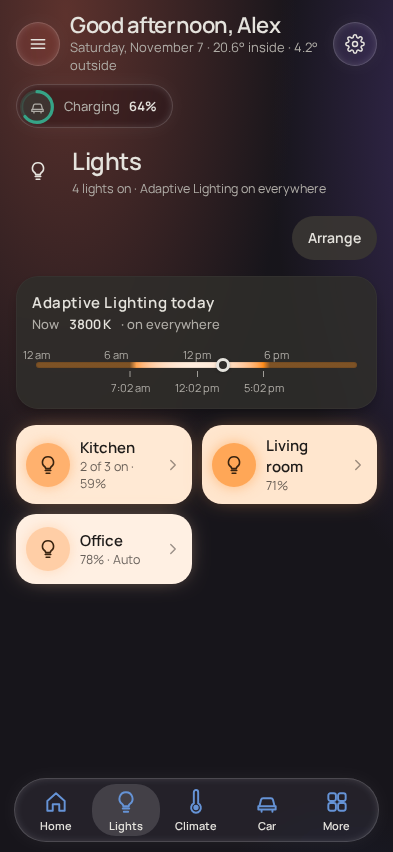 Good afternoon, Alex
Saturday, November 7 · 20.6° inside · 4.2°
outside
Charging 64%
Lights
4 lights on · Adaptive Lighting on everywhere
Arrange
Adaptive Lighting today
Now 3800 K · on everywhere
12 am 6 am 12 pm 6 pm
7:02 am 12:02 pm 5:02 pm
Kitchen
2 of 3 on ·
59%
Living
room
71%
Office
78% · Auto
Home Lights Climate Car More